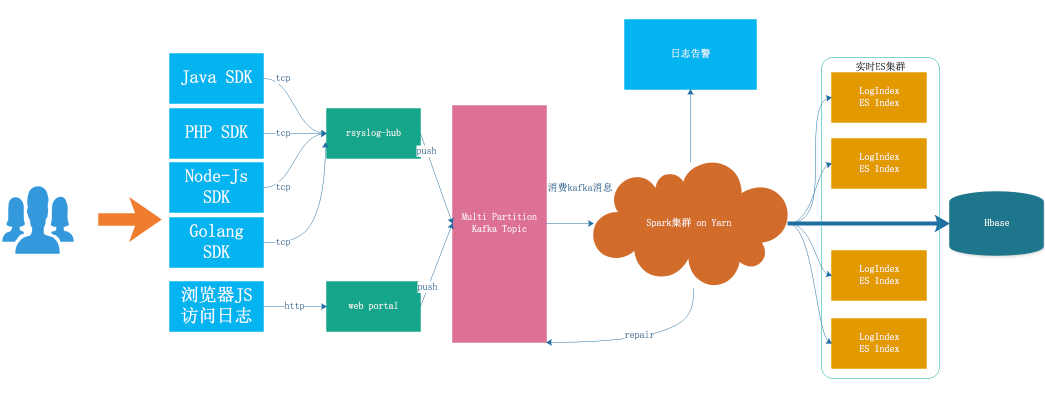 Java SDK
PHP SDK
Node-Js
SDK
Golang
SDK
浏览器JS
访问日志
tcp
tcp
tcp
tcp
http
rsyslog-hub
web portal
push
push
Multi Partition
Kafka Topic
消费kafka消息
日志告警
Spark集群 on Yarn
repair
实时ES集群
LogIndex
ES Index
LogIndex
ES Index
LogIndex
ES Index
LogIndex
ES Index
Hbase